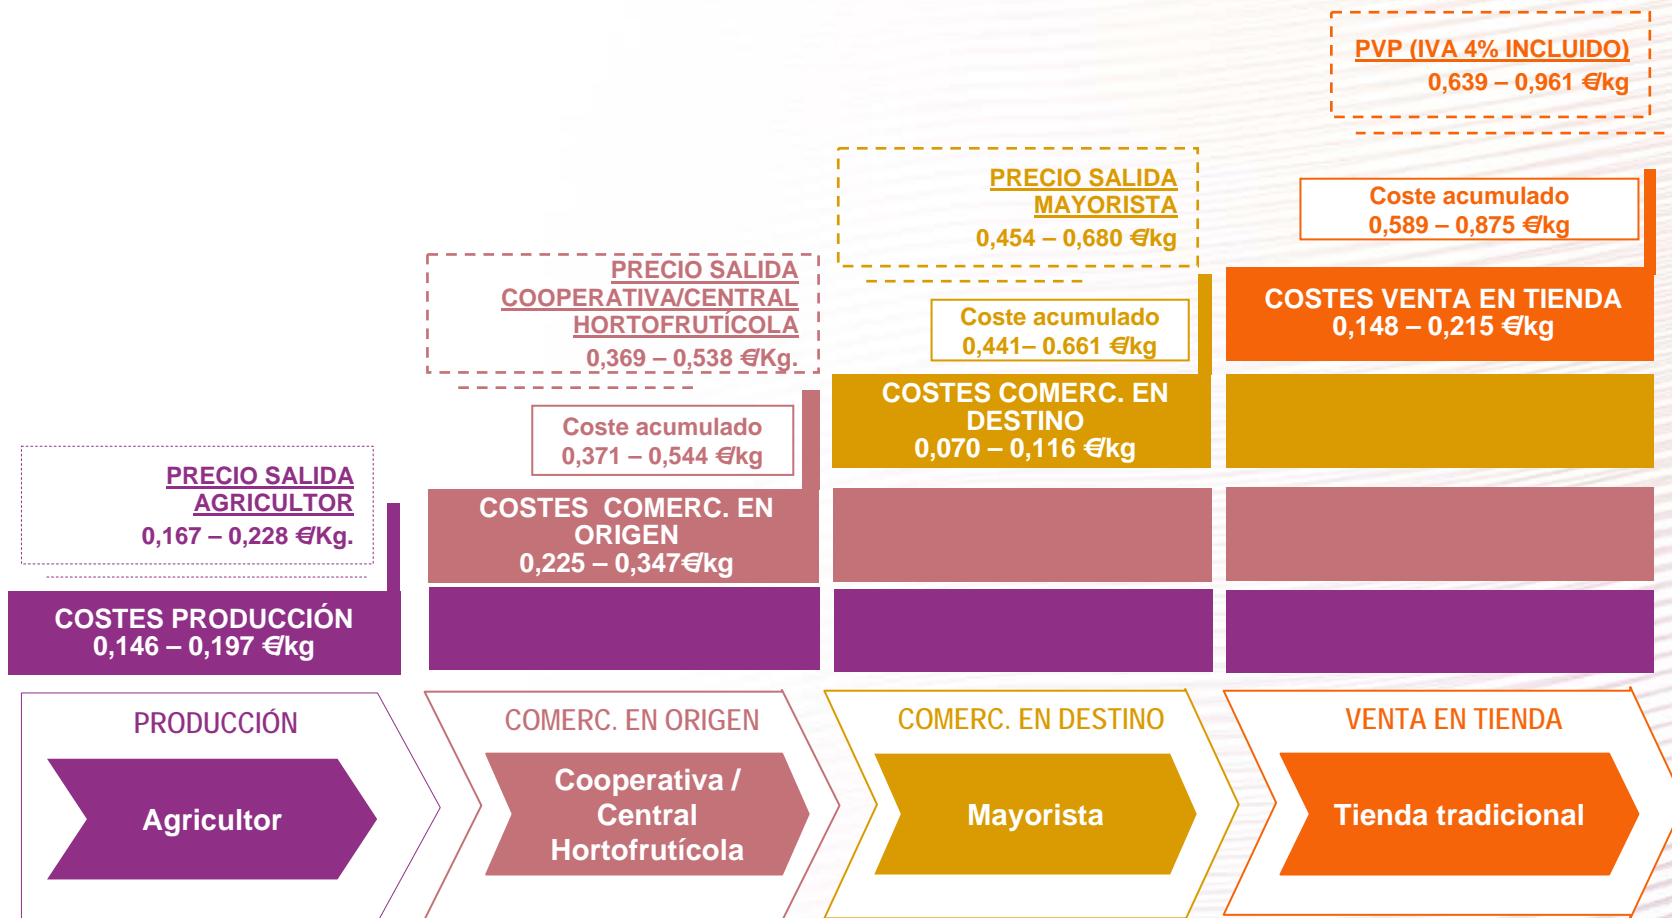 PVP (IVA 4% INCLUIDO)
0,639 – 0,961 €/kg
PRECIO SALIDA
MAYORISTA
0,454 – 0,680 €/kg
Coste acumulado
0,589 – 0,875 €/kg
PRECIO SALIDA
COOPERATIVA/CENTRAL
HORTOFRUTÍCOLA
0,369 – 0,538 €/Kg.
Coste acumulado
0,441– 0.661 €/kg
COSTES VENTA EN TIENDA
0,148 – 0,215 €/kg
COSTES COMERC. EN
DESTINO
0,070 – 0,116 €/kg
Coste acumulado
0,371 – 0,544 €/kg
PRECIO SALIDA
AGRICULTOR
0,167 – 0,228 €/Kg.
COSTES  COMERC. EN
ORIGEN
0,225 – 0,347€/kg
COSTES PRODUCCIÓN
0,146 – 0,197 €/kg
PRODUCCIÓN
COMERC. EN ORIGEN
COMERC. EN DESTINO
VENTA EN TIENDA
Agricultor
Cooperativa /
Central
Hortofrutícola
Mayorista
Tienda tradicional